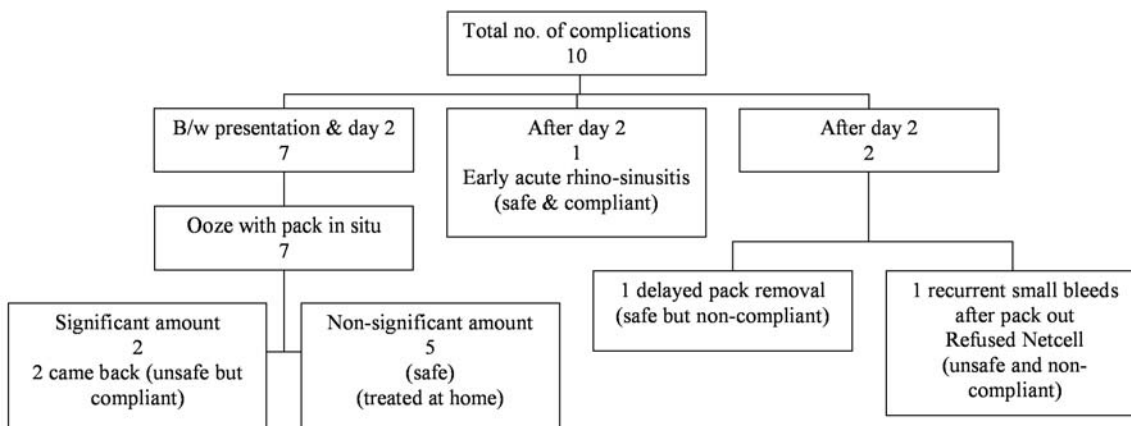 Total no. of complications
10
B/w presentation & day 2
7
After day 2
1
Early acute rhino-sinusitis
(safe & compliant)
After day 2
2
Ooze with pack in situ
7
1 delayed pack removal
(safe but non-compliant)
1 recurrent small bleeds
after pack out
Refused Netcell
(unsafe and non-
compliant)
Significant amount
2
2 came back (unsafe but
compliant)
Non-significant amount
5
(safe)
(treated at home)